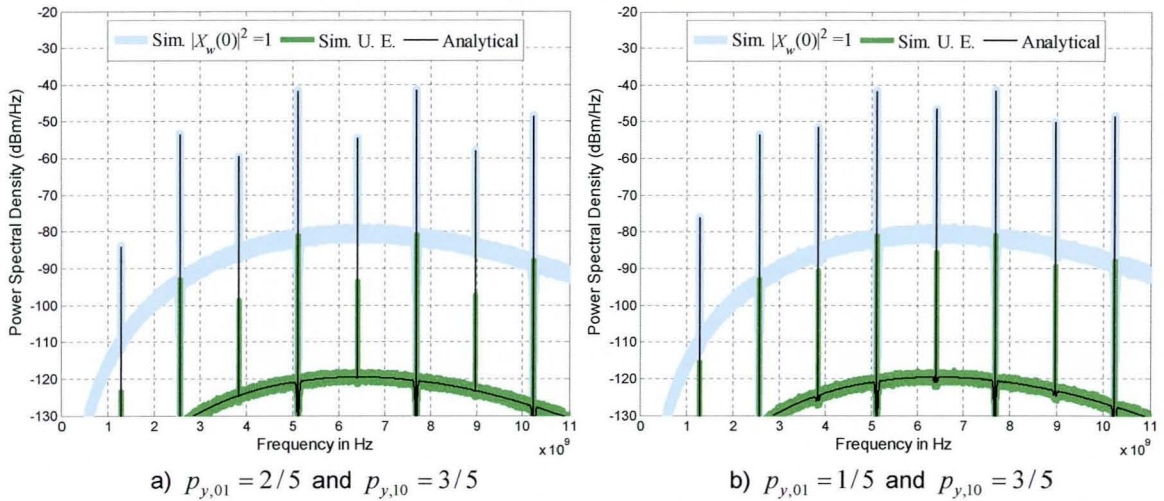 Sim. |X_w(0)|² =1 Sim. U. E. Analytical
Power Spectral Density (dBm/Hz)
-20
-30
-40
-50
-60
-70
-80
-90
-100
-110
-120
-130
0 1 2 3 4 5 6 7 8 9 10 11
Frequency in Hz
x 10⁹
a) p_{y,01} = 2/5 and p_{y,10} = 3/5
Sim. |X_w(0)|² =1 Sim. U. E. Analytical
Power Spectral Density (dBm/Hz)
-20
-30
-40
-50
-60
-70
-80
-90
-100
-110
-120
-130
0 1 2 3 4 5 6 7 8 9 10 11
Frequency in Hz
x 10⁹
b) p_{y,01} = 1/5 and p_{y,10} = 3/5